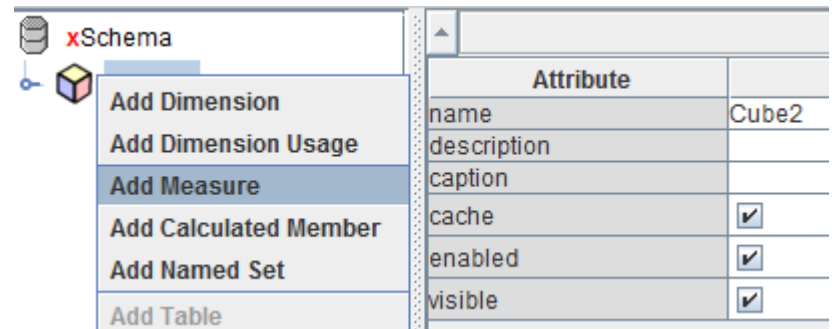 xSchema
Add Dimension
Add Dimension Usage
Add Measure
Add Calculated Member
Add Named Set
Add Table
Attribute
name Cube2
description
caption
cache
enabled
visible